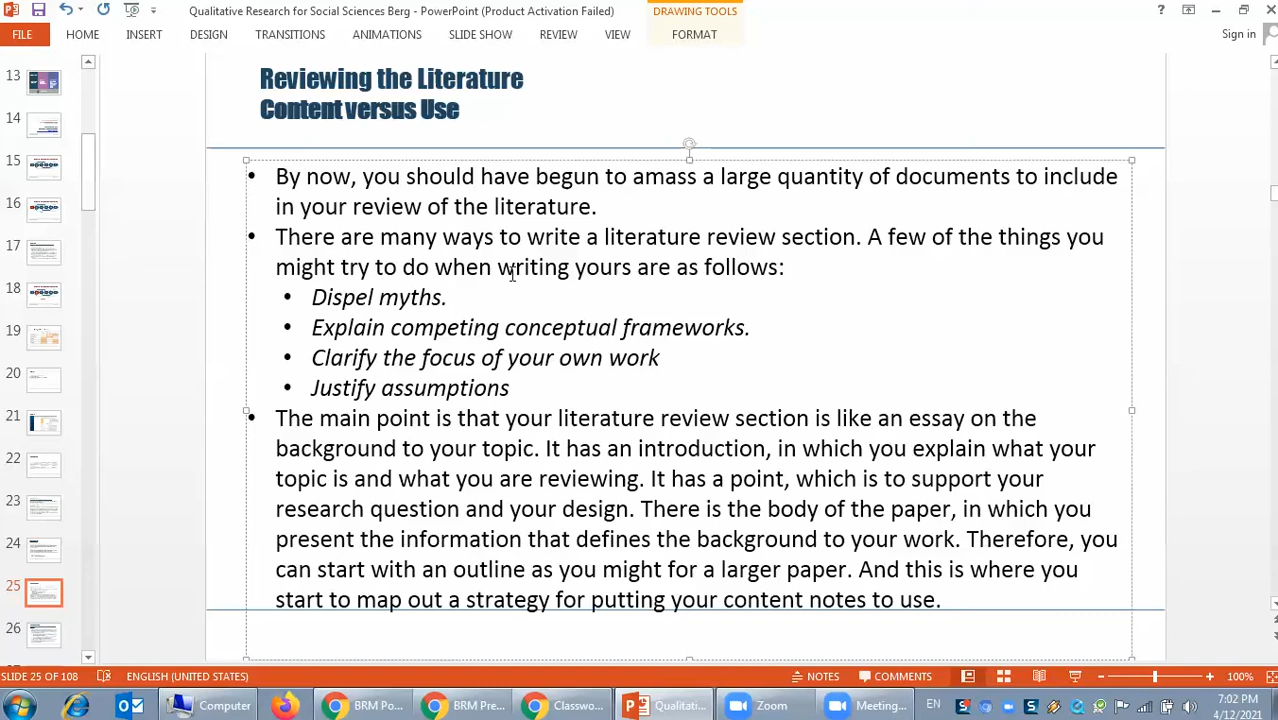 Qualitative Research for Social Sciences Berg - PowerPoint (Product Activation Failed)
DRAWING TOOLS
?
FILE HOME INSERT DESIGN TRANSITIONS ANIMATIONS SLIDE SHOW REVIEW VIEW FORMAT
Sign in
Reviewing the Literature
Content versus Use
• By now, you should have begun to amass a large quantity of documents to include
in your review of the literature.
• There are many ways to write a literature review section. A few of the things you
might try to do when writing yours are as follows:
• Dispel myths.
• Explain competing conceptual frameworks.
• Clarify the focus of your own work
• Justify assumptions
• The main point is that your literature review section is like an essay on the
background to your topic. It has an introduction, in which you explain what your
topic is and what you are reviewing. It has a point, which is to support your
research question and your design. There is the body of the paper, in which you
present the information that defines the background to your work. Therefore, you
can start with an outline as you might for a larger paper. And this is where you
start to map out a strategy for putting your content notes to use.
13
14
15
16
17
18
19
20
21
22
23
24
25
26
SLIDE 25 OF 108
ENGLISH (UNITED STATES)
NOTES
COMMENTS
100%
Computer
BRM Po...
BRM Pre...
Classwo...
Qualitati...
Zoom
Meeting...
EN
7:02 PM
4/12/2021